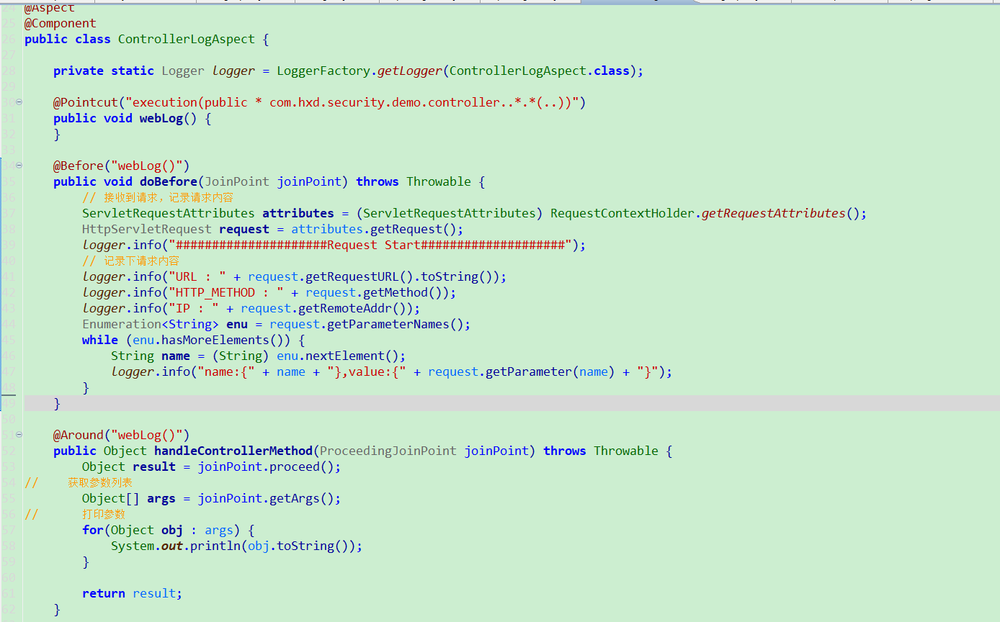 @Aspect
@Component
public class ControllerLogAspect {
private static Logger logger = LoggerFactory.getLogger(ControllerLogAspect.class);
@Pointcut("execution(public * com.hxd.security.demo.controller..*.*(..))")
public void webLog() {
}
@Before("webLog()")
public void doBefore(JoinPoint joinPoint) throws Throwable {
// 接收到请求，记录请求内容
ServletRequestAttributes attributes = (ServletRequestAttributes) RequestContextHolder.getRequestAttributes();
HttpServletRequest request = attributes.getRequest();
logger.info("#####################Request Start####################");
// 记录下请求内容
logger.info("URL : " + request.getRequestURL().toString());
logger.info("HTTP_METHOD : " + request.getMethod());
logger.info("IP : " + request.getRemoteAddr());
Enumeration<String> enu = request.getParameterNames();
while (enu.hasMoreElements()) {
String name = (String) enu.nextElement();
logger.info("name:{" + name + "},value:{" + request.getParameter(name) + "}");
}
}
@Around("webLog()")
public Object handleControllerMethod(ProceedingJoinPoint joinPoint) throws Throwable {
Object result = joinPoint.proceed();
// 获取参数列表
Object[] args = joinPoint.getArgs();
// 打印参数
for(Object obj : args) {
System.out.println(obj.toString());
}
return result;
}